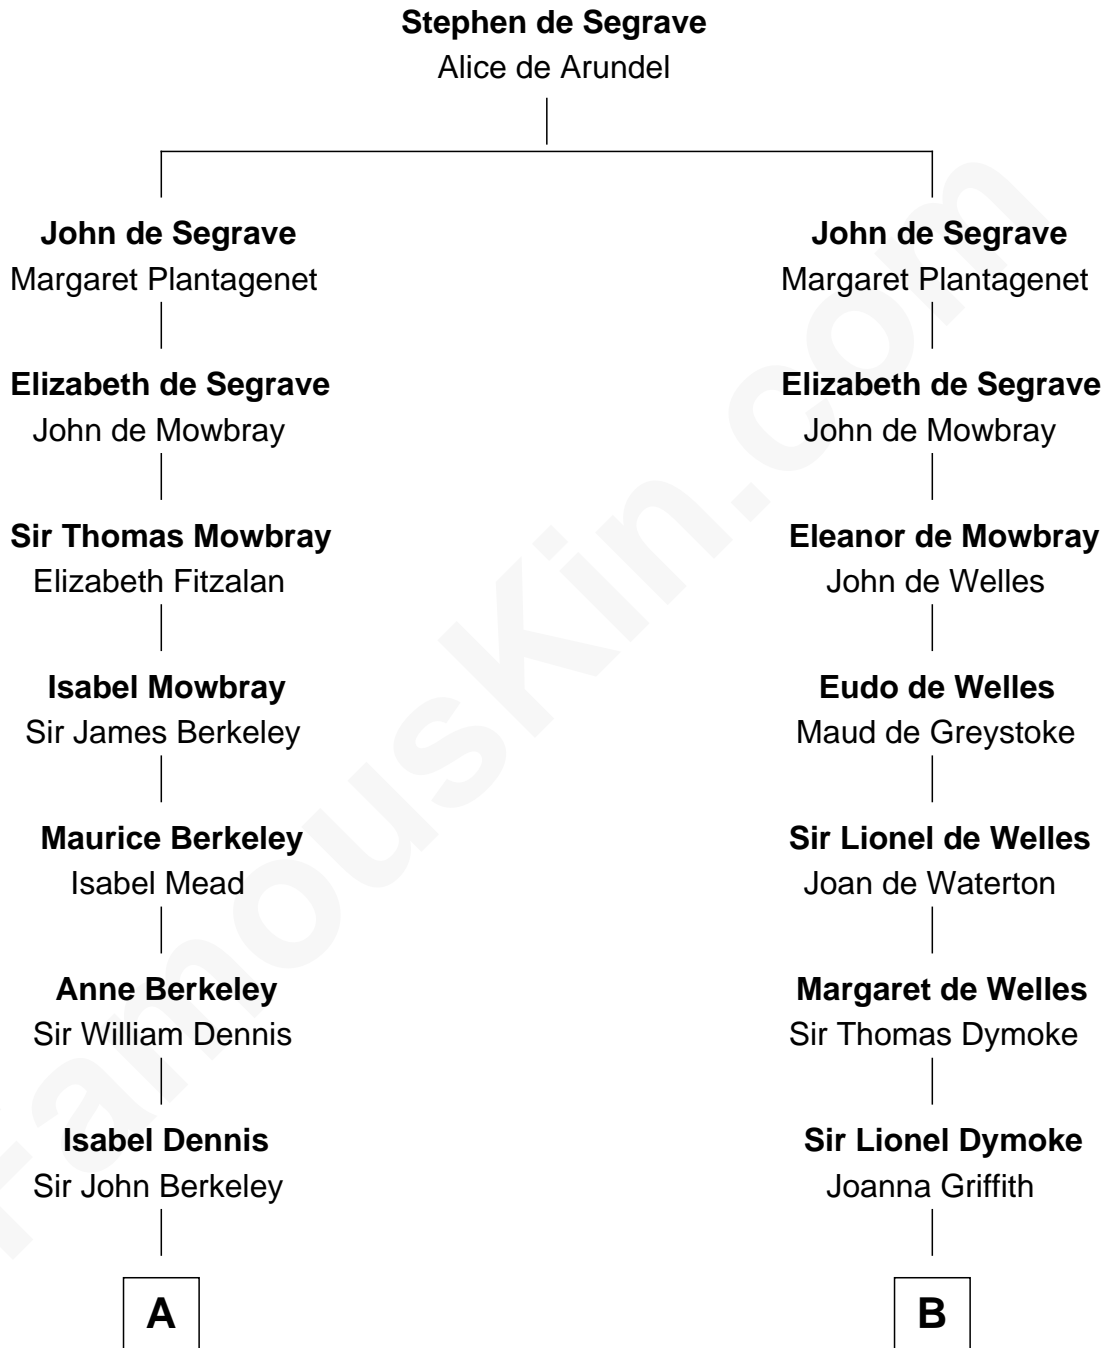 Stephen de Segrave
Alice de Arundel
John de Segrave
Margaret Plantagenet
Elizabeth de Segrave
John de Mowbray
Sir Thomas Mowbray
Elizabeth Fitzalan
Isabel Mowbray
Sir James Berkeley
Maurice Berkeley
Isabel Mead
Anne Berkeley
Sir William Dennis
Isabel Dennis
Sir John Berkeley
A
John de Segrave
Margaret Plantagenet
Elizabeth de Segrave
John de Mowbray
Eleanor de Mowbray
John de Welles
Eudo de Welles
Maud de Greystoke
Sir Lionel de Welles
Joan de Waterton
Margaret de Welles
Sir Thomas Dymoke
Sir Lionel Dymoke
Joanna Griffith
B
FamousKin.com